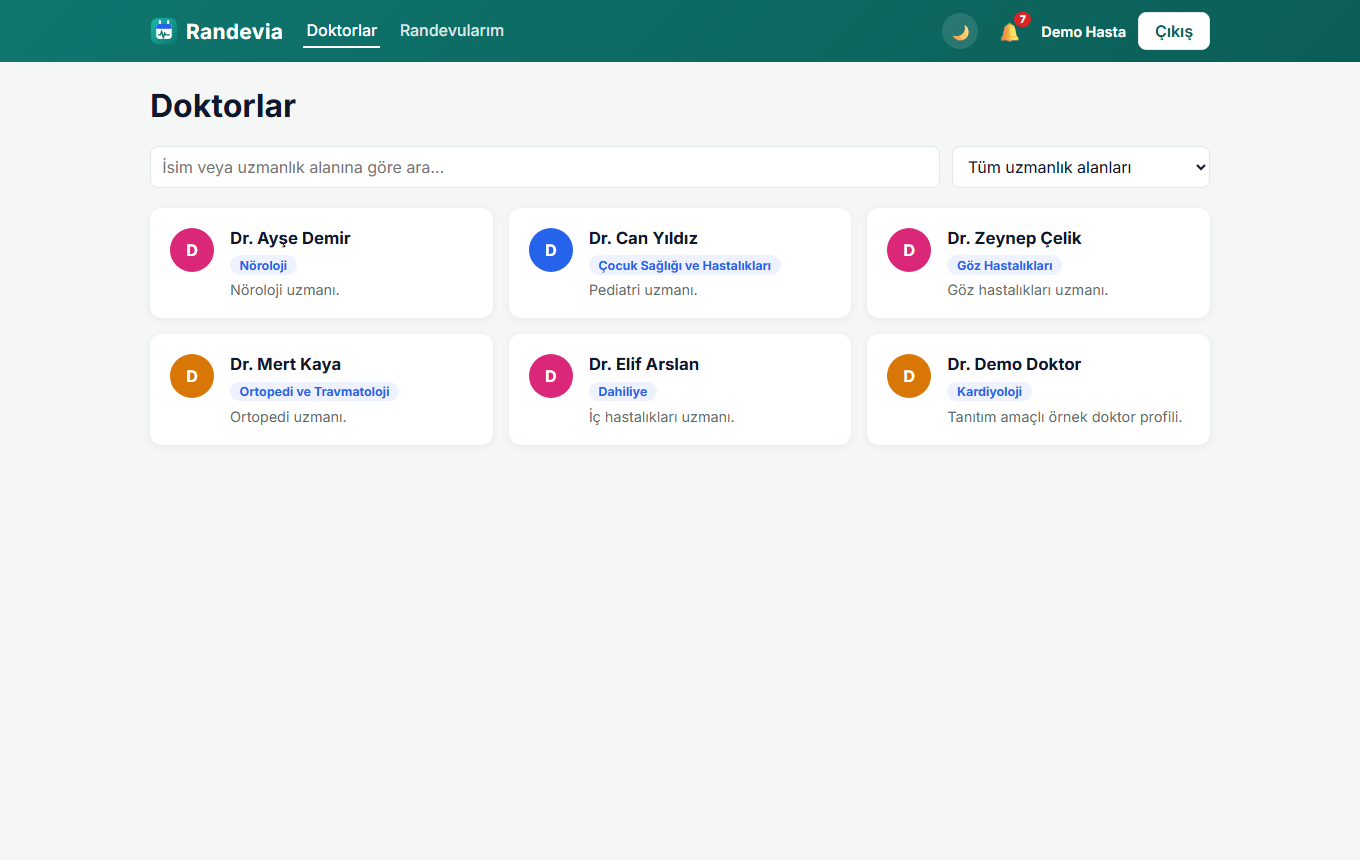 Randevia Doktorlar Randevularım 7 Demo Hasta Çıkış
Doktorlar
İsim veya uzmanlık alanına göre ara... Tüm uzmanlık alanları
D Dr. Ayşe Demir
Nöroloji
Nöroloji uzmanı.
D Dr. Can Yıldız
Çocuk Sağlığı ve Hastalıkları
Pediatri uzmanı.
D Dr. Zeynep Çelik
Göz Hastalıkları
Göz hastalıkları uzmanı.
D Dr. Mert Kaya
Ortopedi ve Travmatoloji
Ortopedi uzmanı.
D Dr. Elif Arslan
Dahiliye
İç hastalıkları uzmanı.
D Dr. Demo Doktor
Kardiyoloji
Tanıtım amaçlı örnek doktor profili.